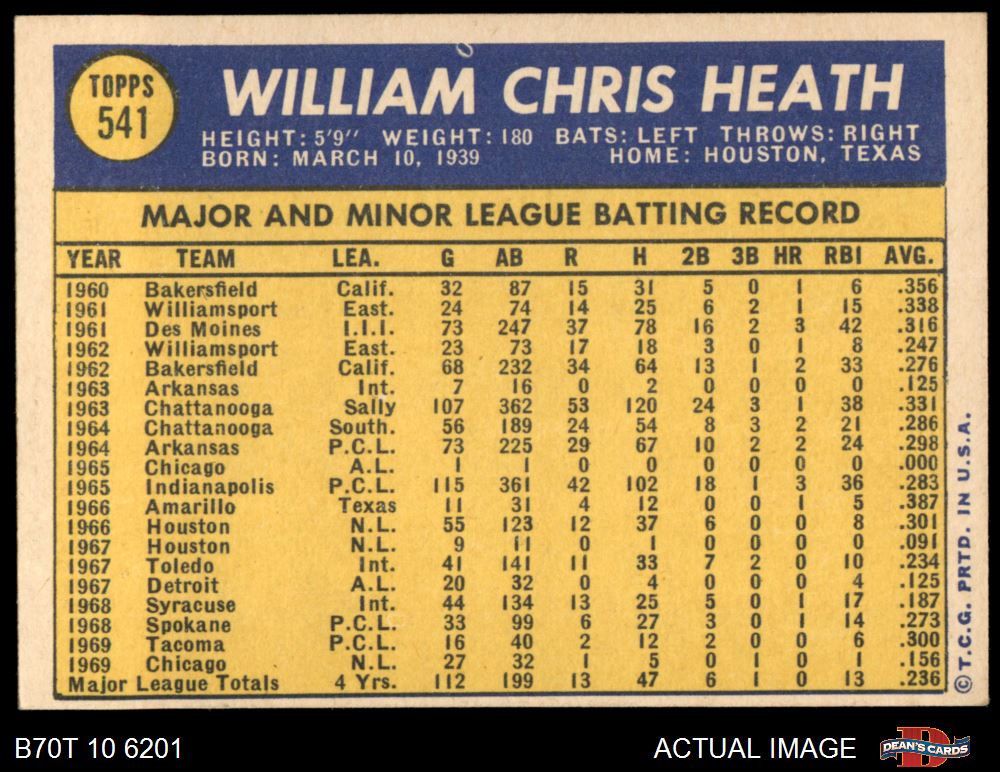 TOPPS
541
WILLIAM CHRIS HEATH
HEIGHT: 5'9" WEIGHT: 180 BATS: LEFT THROWS: RIGHT
BORN: MARCH 10, 1939 HOME: HOUSTON, TEXAS
MAJOR AND MINOR LEAGUE BATTING RECORD
YEAR TEAM LEA. G AB R H 2B 3B HR RBI AVG.
1960 Bakersfield Calif. 32 87 15 31 5 0 1 6 .356
1961 Williamsport East. 24 74 14 25 6 2 1 15 .338
1961 Des Moines I.I.I. 73 247 37 78 16 2 3 42 .316
1962 Williamsport East. 23 73 17 18 3 0 1 8 .247
1962 Bakersfield Calif. 68 232 34 64 13 1 2 33 .276
1963 Arkansas Int. 7 16 0 2 0 0 0 0 .125
1963 Chattanooga Sally 107 362 53 120 24 3 1 38 .331
1964 Chattanooga South. 56 189 24 54 8 3 2 21 .286
1964 Arkansas P.C.L. 73 225 29 67 10 2 2 24 .298
1965 Chicago A.L. 1 1 0 0 0 0 0 0 .000
1965 Indianapolis P.C.L. 115 361 42 102 18 1 3 36 .283
1966 Amarillo Texas 11 31 4 12 0 0 1 5 .387
1966 Houston N.L. 55 123 12 37 6 0 0 8 .301
1967 Houston N.L. 9 11 0 1 0 0 0 0 .091
1967 Toledo Int. 41 141 11 33 7 2 0 10 .234
1967 Detroit A.L. 20 32 0 4 0 0 0 4 .125
1968 Syracuse Int. 44 134 13 25 5 0 1 17 .187
1968 Spokane P.C.L. 33 99 6 27 3 0 1 14 .273
1969 Tacoma P.C.L. 16 40 2 12 2 0 0 6 .300
1969 Chicago N.L. 27 32 1 5 0 1 0 1 .156
Major League Totals 4 Yrs. 112 199 13 47 6 1 0 13 .236
© T.C.G. PRTD. IN U.S.A.
B70T 10 6201 ACTUAL IMAGE DEAN'S CARDS